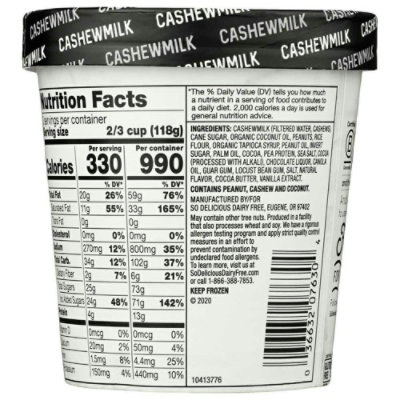 CASHEWMILK CASHEWMILK CASHEWMILK CASHEWMILK
CASHEWMILK CASHEWMILK CASHEWMILK
Nutrition Facts
servings per container
serving size 2/3 cup (118g)
Calories
Per serving
330
Per container
990
% DV* % DV*
Total Fat 20g 26% 59g 76%
Saturated Fat 11g 55% 33g 165%
0g 0g
Cholesterol 0mg 0% 0mg 0%
Sodium 270mg 12% 800mg 35%
Total Carb. 34g 12% 102g 37%
Fiber 2g 7% 6g 21%
Total Sugars 25g 73g
Added Sugars 24g 48% 71g 142%
4g 13g
Vitamin D 0mcg 0% 0mcg 0%
20mg 2% 50mg 4%
1.5mg 8% 4.4mg 25%
Potassium 150mg 4% 440mg 10%
*The % Daily Value (DV) tells you how much
a nutrient in a serving of food contributes to
a daily diet. 2,000 calories a day is used for
general nutrition advice.
INGREDIENTS: CASHEWMILK (FILTERED WATER, CASHEWS),
CANE SUGAR, ORGANIC COCONUT OIL, PEANUTS, RICE
FLOUR, ORGANIC TAPIOCA SYRUP, PEANUT OIL, INVERT
SUGAR, PALM OIL, COCOA, PEA PROTEIN, SEA SALT, COCOA
(PROCESSED WITH ALKALI), CHOCOLATE LIQUOR, CANOLA
OIL, GUAR GUM, LOCUST BEAN GUM, SALT, NATURAL
FLAVOR, COCOA BUTTER, VANILLA EXTRACT.
CONTAINS PEANUT, CASHEW AND COCONUT.
MANUFACTURED BY/FOR
SO DELICIOUS DAIRY FREE, EUGENE, OR 97402
May contain other tree nuts. Produced in a facility
that also processes wheat and soy. We have a rigorous
allergen testing program and apply strict quality control
measures in an effort to
prevent contamination by
undeclared food allergens.
To learn more, visit us at
SoDeliciousDairyFree.com
or call 1-866-388-7853.
KEEP FROZEN
© 2020
10413776
0 36632 07630 4